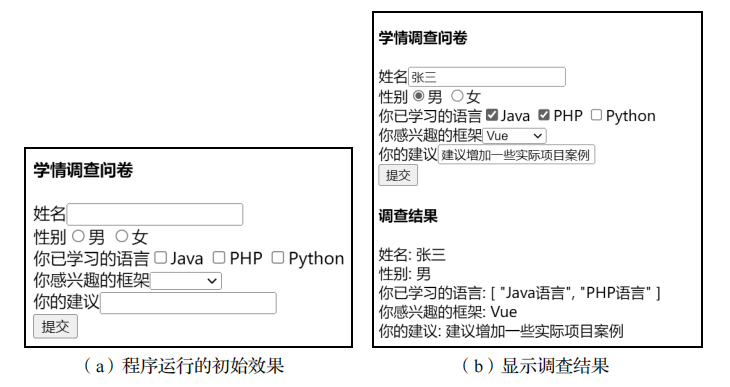 学情调查问卷
姓名
性别 男 女
你已学习的语言 Java PHP Python
你感兴趣的框架
你的建议
提交
（a）程序运行的初始效果
学情调查问卷
姓名 张三
性别 男 女
你已学习的语言 Java PHP Python
你感兴趣的框架 Vue
你的建议 建议增加一些实际项目案例
提交
调查结果
姓名: 张三
性别: 男
你已学习的语言: [ "Java语言", "PHP语言" ]
你感兴趣的框架: Vue
你的建议: 建议增加一些实际项目案例
（b）显示调查结果